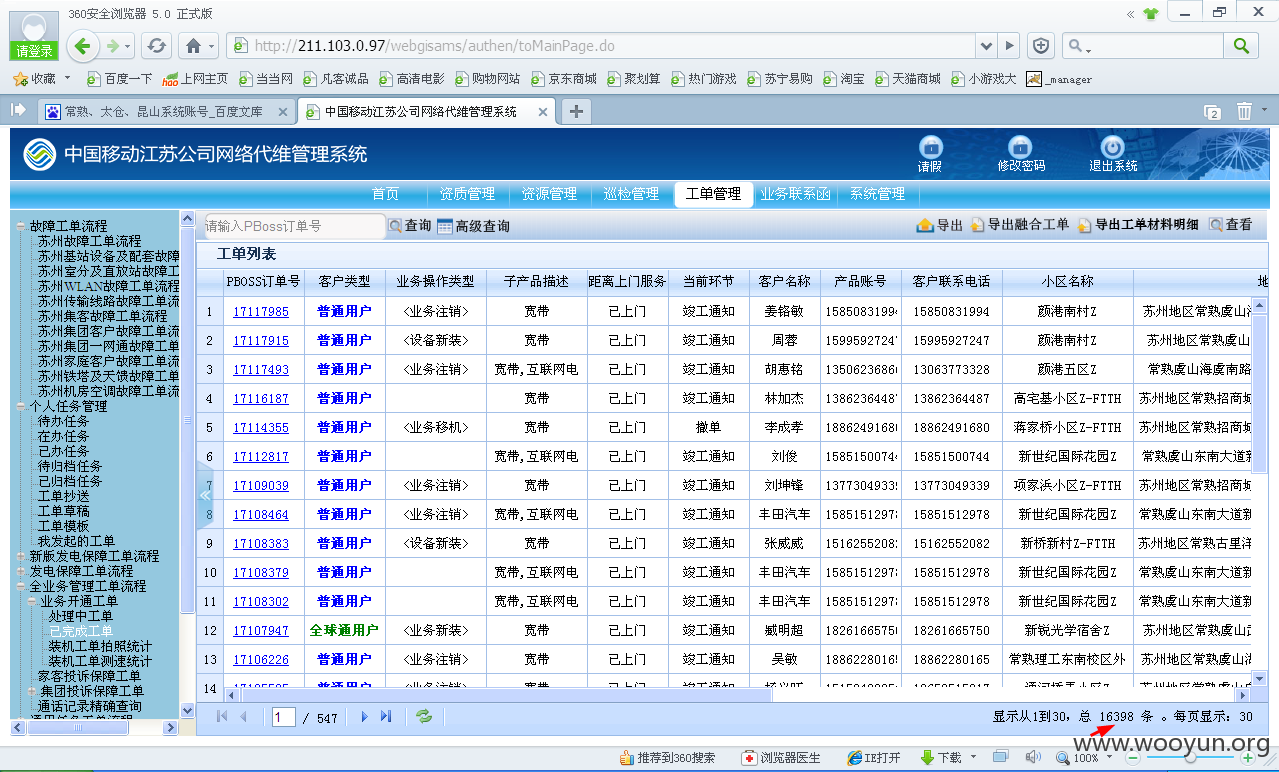 360安全浏览器 5.0 正式版
请登录
http://211.103.0.97/webgisams/authen/toMainPage.do
收藏 百度一下 上网主页 当当网 凡客诚品 高清电影 购物网站 京东商城 聚划算 热门游戏 苏宁易购 淘宝 天猫商城 小游戏大 _manager
常熟、太仓、昆山系统账号_百度文库 中国移动江苏公司网络代维管理系统 2
中国移动江苏公司网络代维管理系统 请假 修改密码 退出系统
首页 资质管理 资源管理 巡检管理 工单管理 业务联系函 系统管理
故障工单流程
苏州故障工单流程
苏州基站设备及配套故障
苏州室分及直放站故障工
苏州WLAN故障工单流程
苏州传输线路故障工单流
苏州集客故障工单流程
苏州集团客户故障工单流
苏州集团一网通故障工单
苏州家庭客户故障工单流
苏州铁塔及天馈故障工单
苏州机房空调故障工单流
个人任务管理
待办任务
在办任务
已办任务
待归档任务
已归档任务
工单抄送
工单草稿
工单模板
我发起的工单
新版发电保障工单流程
发电保障工单流程
全业务管理工单流程
业务开通工单
处理中工单
已完成工单
装机工单拍照统计
装机工单测速统计
家客投诉保障工单
集团投诉保障工单
通话记录精确查询
请输入PBoss订单号 查询 高级查询 导出 导出融合工单 导出工单材料明细 查看
工单列表
PBOSS订单号 客户类型 业务操作类型 子产品描述 距离上门服务 当前环节 客户名称 产品账号 客户联系电话 小区名称 地
1 17117985 普通用户 <业务注销> 宽带 已上门 竣工通知 姜铭敏 1585083199 15850831994 颜港南村Z 苏州地区常熟虞山
2 17117915 普通用户 <设备新装> 宽带 已上门 竣工通知 周蓉 1599592724 15995927247 颜港南村Z 苏州地区常熟虞山
3 17117493 普通用户 <业务注销> 宽带,互联网电 已上门 竣工通知 胡惠铭 1350623686 13063773328 颜港五区Z 常熟虞山海虞南路
4 17116187 普通用户 宽带 已上门 竣工通知 林加杰 1386236448 13862364487 高宅基小区Z-FTTH 苏州地区常熟招商城
5 17114355 普通用户 <业务移机> 宽带 已上门 撤单 李成孝 1886249168 18862491680 蒋家桥小区Z-FTTH 苏州地区常熟招商城
6 17112817 普通用户 宽带,互联网电 已上门 竣工通知 刘俊 1585150074 15851500744 新世纪国际花园Z 常熟虞山东南大道新
7 17109039 普通用户 <业务注销> 宽带 已上门 竣工通知 刘坤锋 1377304933 13773049339 项家浜小区Z-FTTH 苏州地区常熟招商城
8 17108464 普通用户 <业务注销> 宽带,互联网电 已上门 竣工通知 丰田汽车 1585151297 15851512978 新世纪国际花园Z 常熟虞山东南大道新
9 17108383 普通用户 <设备新装> 宽带 已上门 竣工通知 张威威 1516255208 15162552082 新桥新村Z-FTTH 苏州地区常熟古里
10 17108379 普通用户 宽带,互联网电 已上门 竣工通知 丰田汽车 1585151297 15851512978 新世纪国际花园Z 常熟虞山东南大道新
11 17108302 普通用户 宽带,互联网电 已上门 竣工通知 丰田汽车 1585151297 15851512978 新世纪国际花园Z 常熟虞山东南大道新
12 17107947 全球通用户 <业务新装> 宽带 已上门 竣工通知 臧明超 1826166575 18261665750 新锐光学宿舍Z 苏州地区常熟虞山
13 17106226 普通用户 <业务注销> 宽带 已上门 竣工通知 吴敏 1886228016 18862280165 常熟理工东南校区外 苏州地区常熟虞山
14
1 / 547 显示从1到30，总 16398 条 。每页显示：30
www.wooyun.org
推荐到360搜索 浏览器医生 IE打开 下载 100%